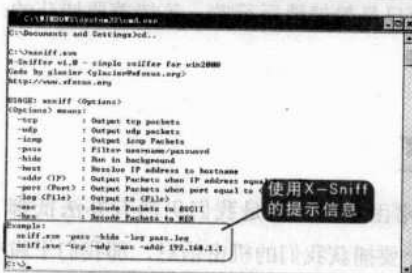 C:\WINDOWS\system32\cmd.exe
C:\Documents and Settings>cd..
C:\>xsniff.exe
X-Sniffer v1.0 - simple sniffer for win2000
Code by glacier <glacier@xfocus.org>
http://www.xfocus.org
USAGE: xsniff <Options>
<Options> means:
-tcp : Output tcp packets
-udp : Output udp packets
-icmp : Output icmp Packets
-pass : Filter username/password
-hide : Run in background
-host : Resolve IP address to hostname
-addr <IP> : Output Packets when IP address equal
-port <Port> : Output Packets when port equal to
-log <File> : Output to <File>
-asc : Decode Packets to ASCII
-hex : Decode Packets to HEX
Example:
xsniff.exe -pass -hide -log pass.log
xsniff.exe -tcp -udp -asc -addr 192.168.1.1
C:\>
使用X-Sniff
的提示信息